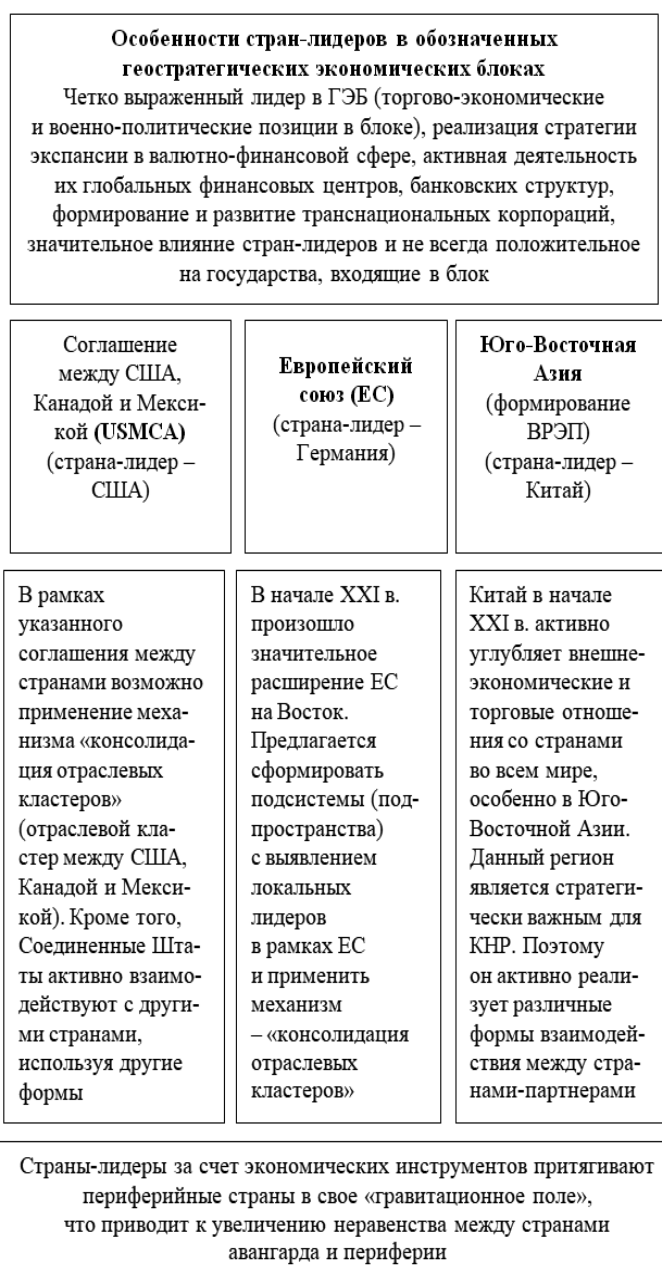 Особенности стран-лидеров в обозначенных
геостратегических экономических блоках
Четко выраженный лидер в ГЭБ (торгово-экономические
и военно-политические позиции в блоке), реализация стратегии
экспансии в валютно-финансовой сфере, активная деятельность
их глобальных финансовых центров, банковских структур,
формирование и развитие транснациональных корпораций,
значительное влияние стран-лидеров и не всегда положительное
на государства, входящие в блок
Соглашение
между США,
Канадой и Мекси-
кой (USMCA)
(страна-лидер –
США)
Европейский
союз (ЕС)
(страна-лидер –
Германия)
Юго-Восточная
Азия
(формирование
ВРЭП)
(страна-лидер –
Китай)
В рамках
указанного
соглашения между
странами возможно
применение меха-
низма «консолида-
ция отраслевых
кластеров»
(отраслевой кла-
стер между США,
Канадой и Мекси-
кой). Кроме того,
Соединенные Шта-
ты активно взаимо-
действуют с други-
ми странами,
используя другие
формы
В начале XXI в.
произошло
значительное
расширение ЕС
на Восток.
Предлагается
сформировать
подсистемы (под-
пространства)
с выявлением
локальных
лидеров
в рамках ЕС
и применить
механизм
– «консолидация
отраслевых
кластеров»
Китай в начале
XXI в. активно
углубляет внешне-
экономические и
торговые отноше-
ния со странами
во всем мире,
особенно в Юго-
Восточной Азии.
Данный регион
является стратеги-
чески важным для
КНР. Поэтому
он активно реали-
зует различные
формы взаимодей-
ствия между стра-
нами-партнерами
Страны-лидеры за счет экономических инструментов притягивают
периферийные страны в свое «гравитационное поле»,
что приводит к увеличению неравенства между странами
авангарда и периферии